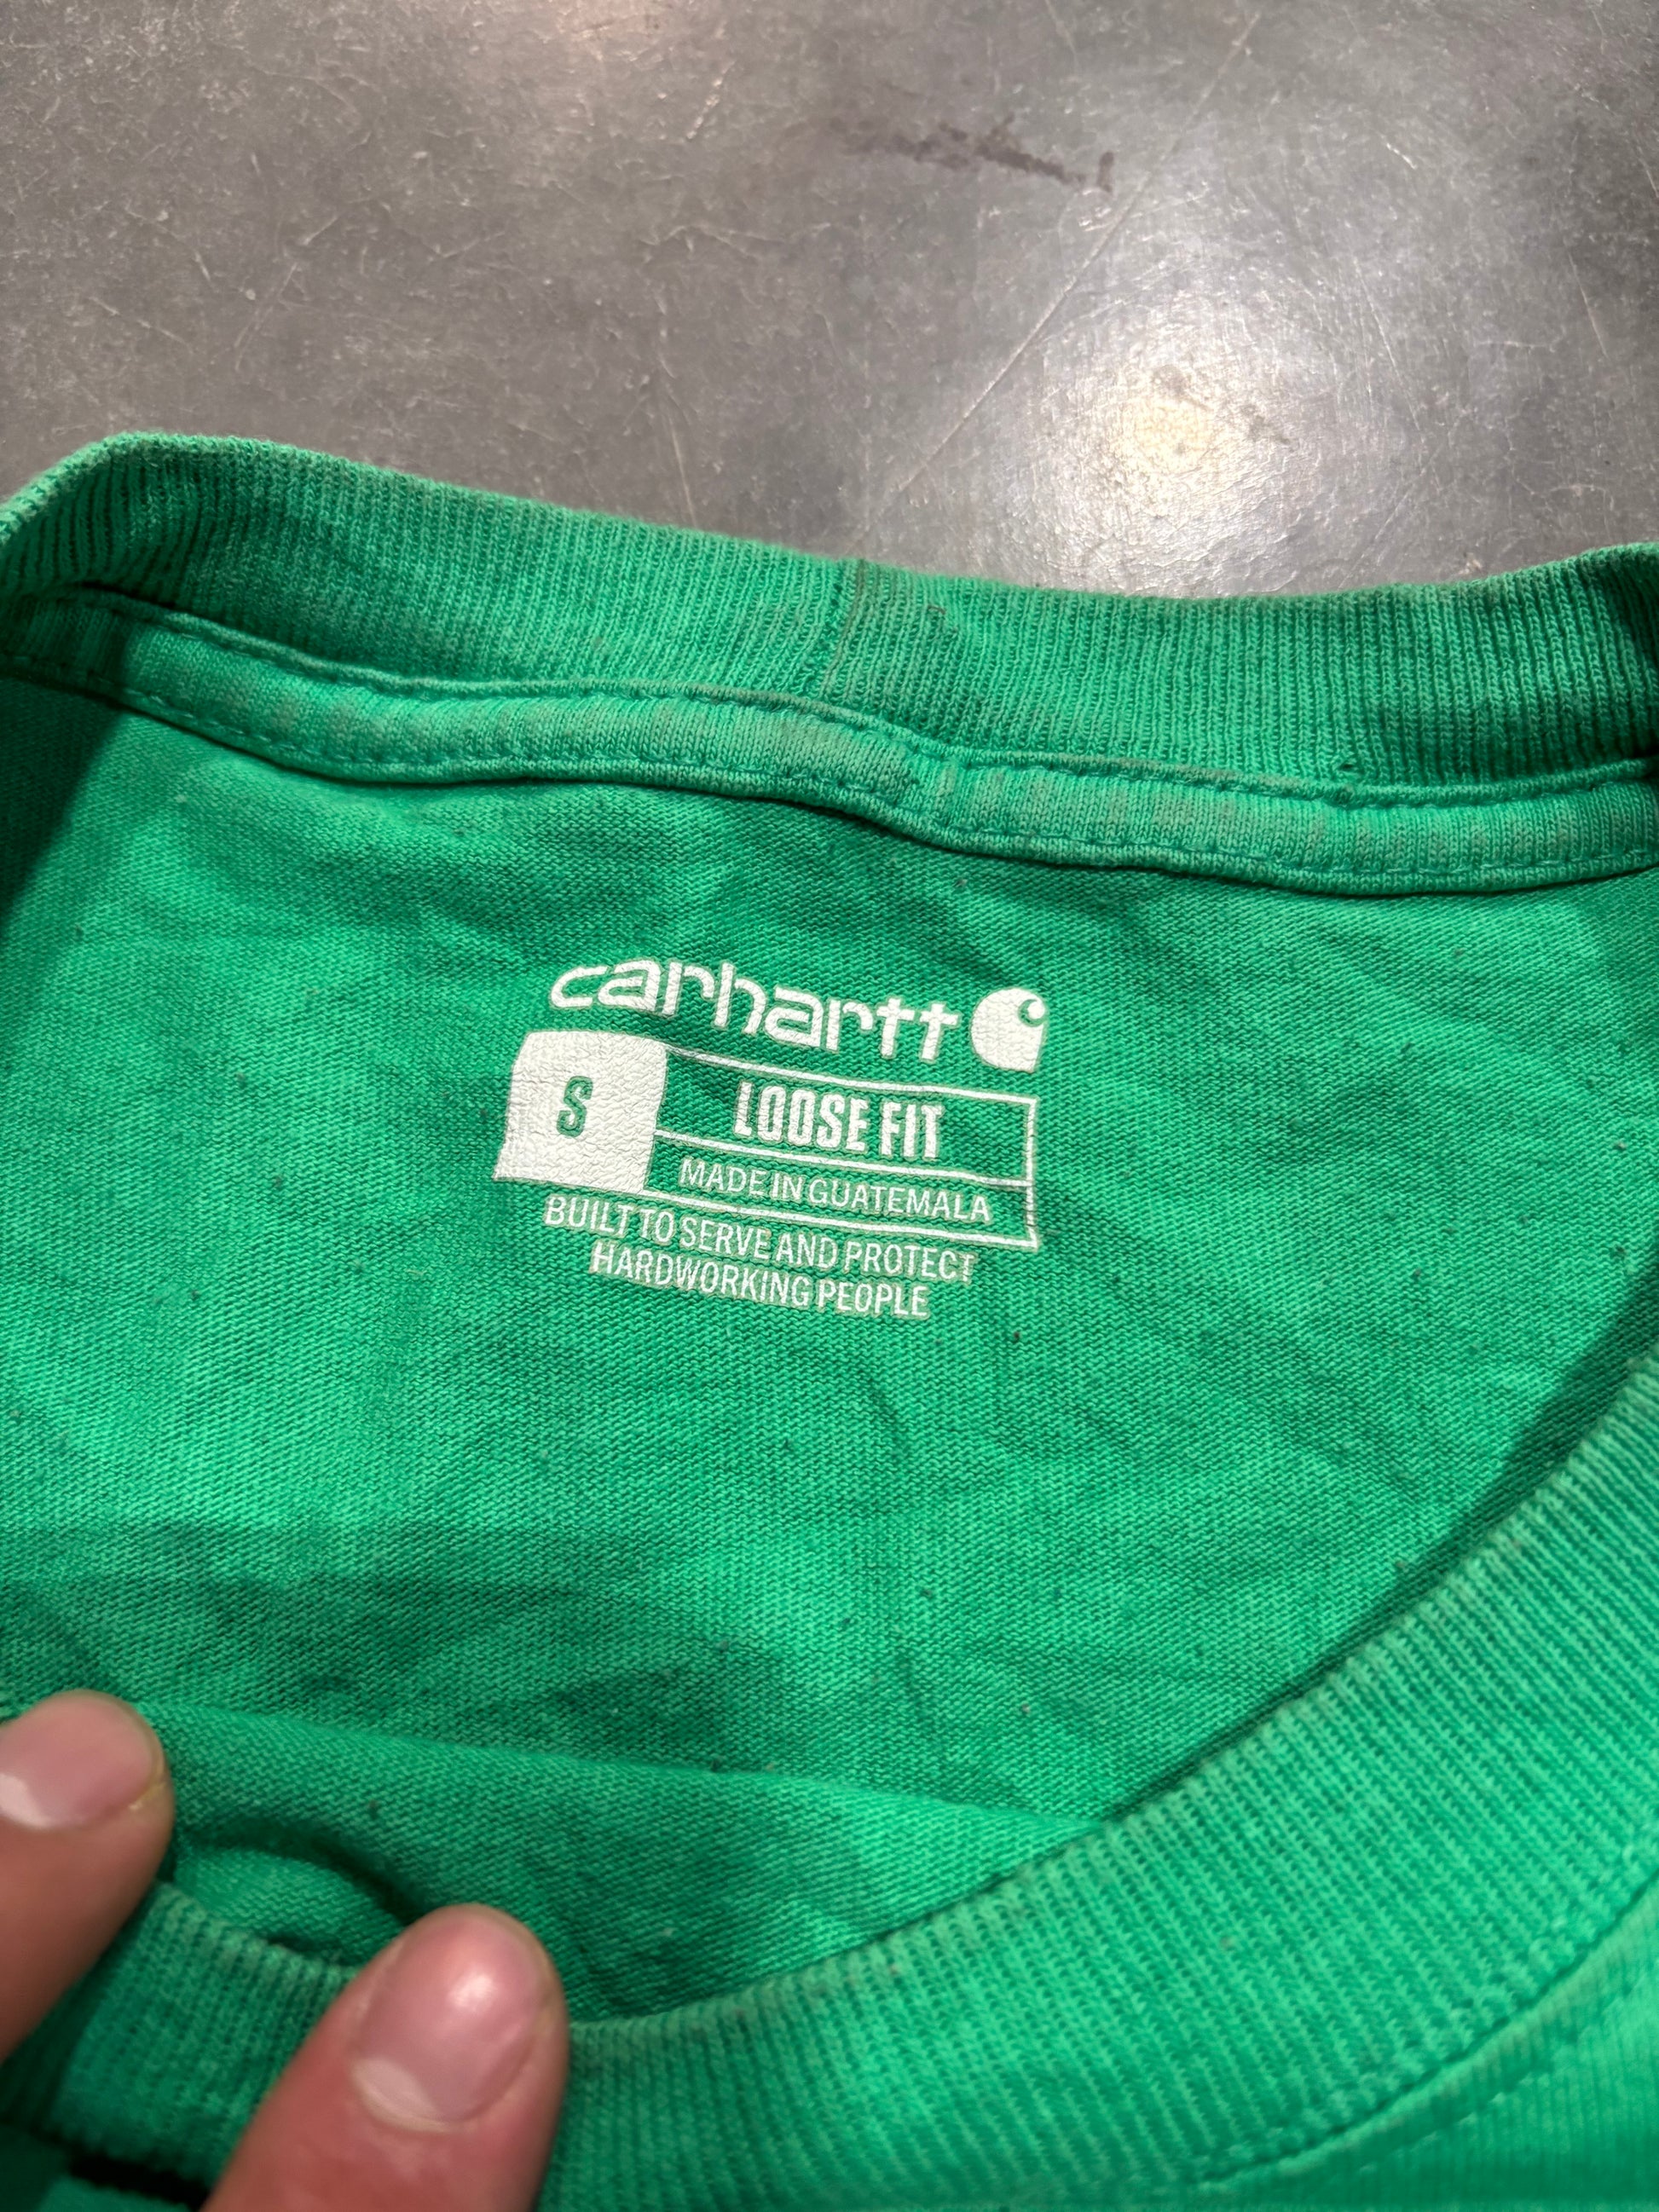 carhartt
S
LOOSE FIT
MADE IN GUATEMALA
BUILT TO SERVE AND PROTECT
HARDWORKING PEOPLE